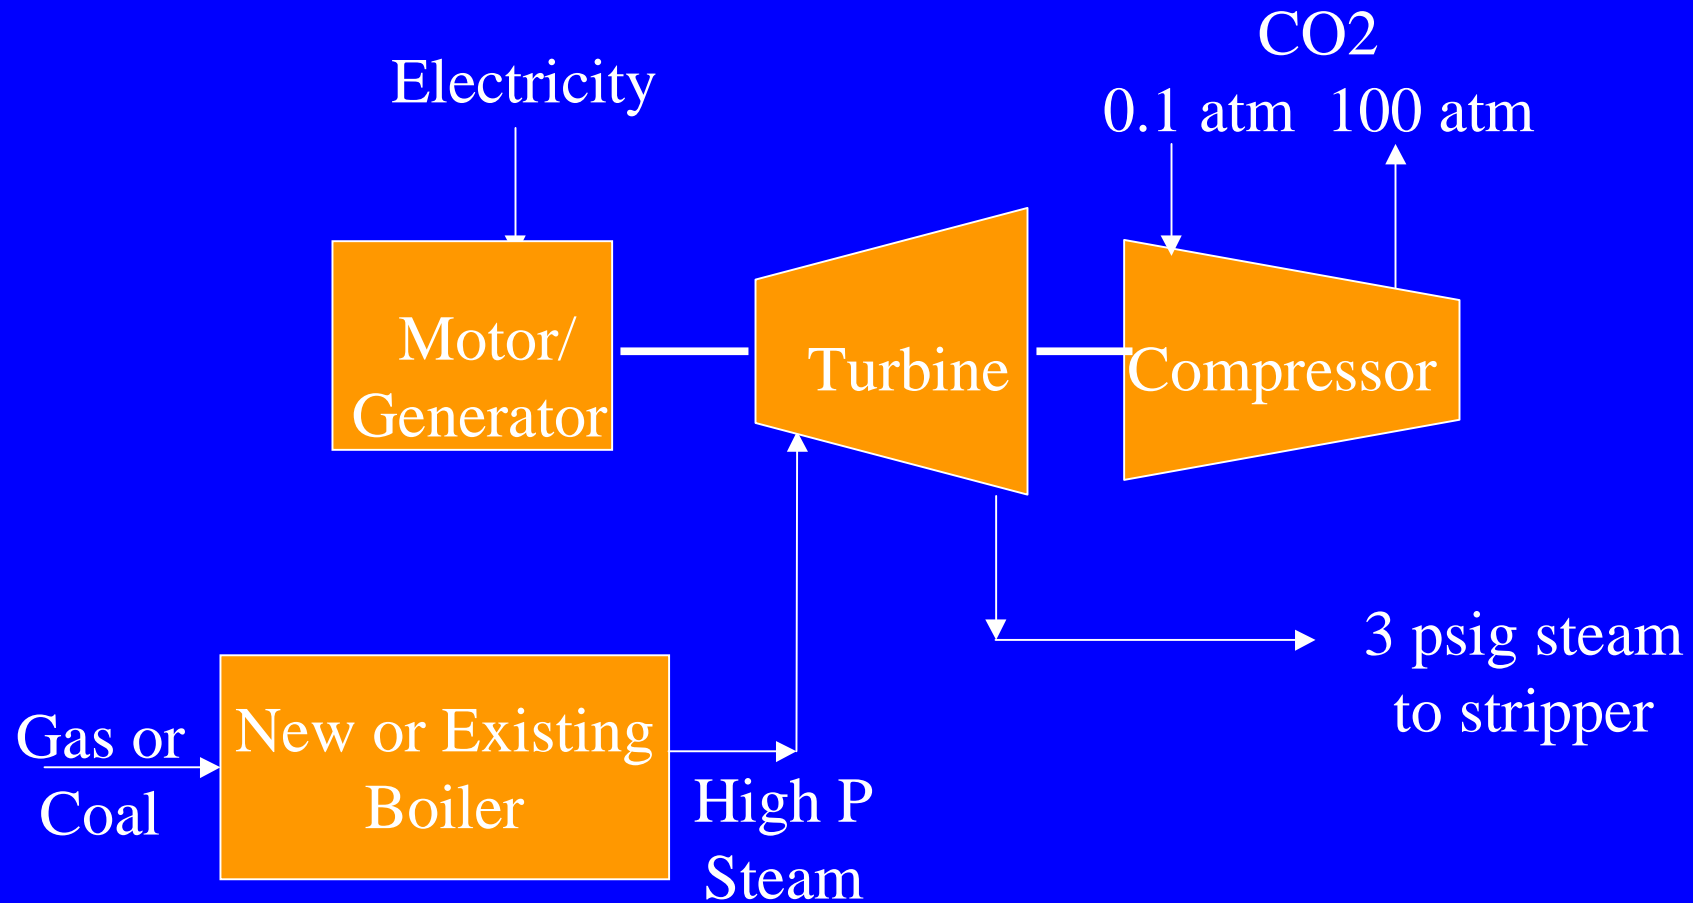 CO2
Electricity
0.1 atm 100 atm
Motor/
Generator
Turbine
Compressor
3 psig steam
to stripper
Gas or
Coal
New or Existing
Boiler
High P
Steam